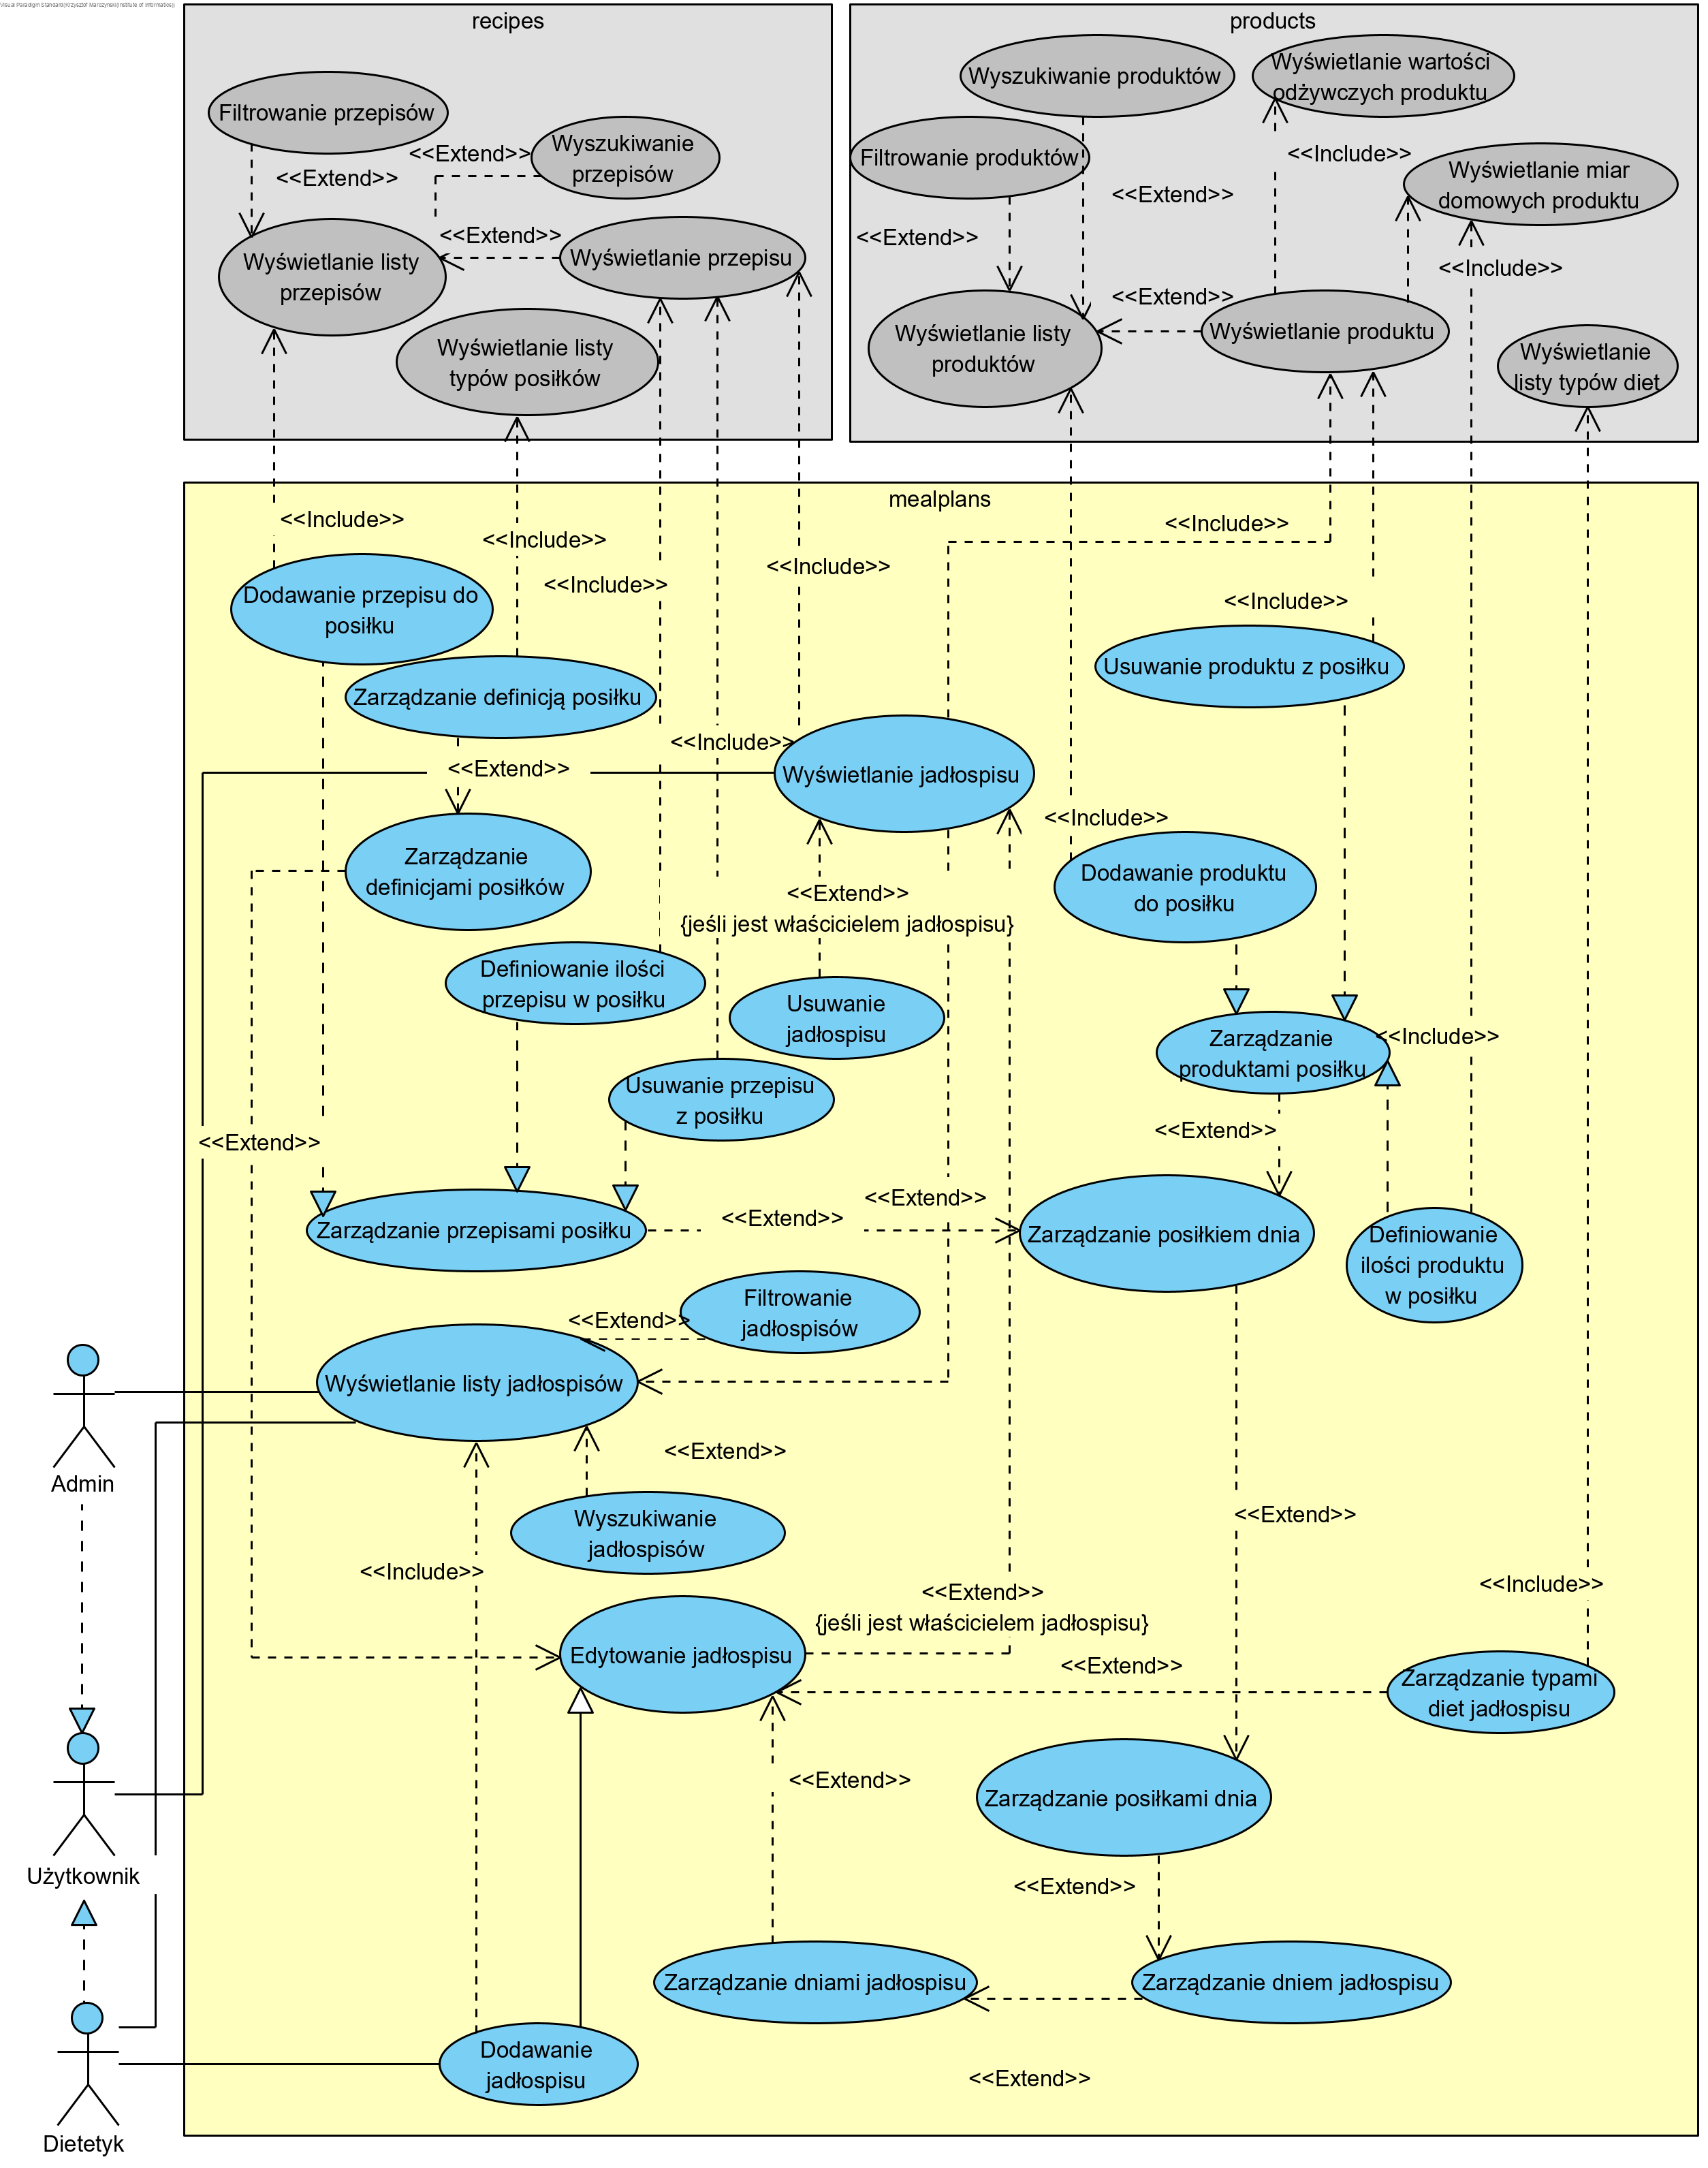 Visual Paradigm Standard(Krzysztof Marszyński(Institute of Informatics))
recipes
Filtrowanie przepisów
<<Extend>>
<<Extend>>
Wyszukiwanie
przepisów
<<Extend>>
Wyświetlanie listy
przepisów
Wyświetlanie przepisu
Wyświetlanie listy
typów posiłków
products
Wyszukiwanie produktów
Wyświetlanie wartości
odżywczych produktu
Filtrowanie produktów
<<Include>>
Wyświetlanie miar
domowych produktu
<<Extend>>
<<Extend>>
<<Include>>
<<Extend>>
Wyświetlanie listy
produktów
Wyświetlanie produktu
Wyświetlanie
listy typów diet
mealplans
<<Include>>
<<Include>>
<<Include>>
<<Include>>
<<Include>>
<<Include>>
Dodawanie przepisu do
posiłku
Usuwanie produktu z posiłku
Zarządzanie definicją posiłku
<<Include>>
<<Extend>>
Wyświetlanie jadłospisu
<<Include>>
Zarządzanie
definicjami posiłków
<<Extend>>
{jeśli jest właścicielem jadłospisu}
Dodawanie produktu
do posiłku
Definiowanie ilości
przepisu w posiłku
Usuwanie
jadłospisu
Zarządzanie
produktami posiłku
<<Include>>
Usuwanie przepisu
z posiłku
<<Extend>>
<<Extend>>
<<Extend>>
<<Extend>>
Zarządzanie przepisami posiłku
Zarządzanie posiłkiem dnia
Definiowanie
ilości produktu
w posiłku
Filtrowanie
jadłospisów
<<Extend>>
Wyświetlanie listy jadłospisów
<<Extend>>
Admin
Wyszukiwanie
jadłospisów
<<Extend>>
<<Include>>
<<Include>>
<<Extend>>
{jeśli jest właścicielem jadłospisu}
Edytowanie jadłospisu
<<Extend>>
Zarządzanie typami
diet jadłospisu
<<Extend>>
Zarządzanie posiłkami dnia
Użytkownik
<<Extend>>
Zarządzanie dniami jadłospisu
Zarządzanie dniem jadłospisu
Dodawanie
jadłospisu
<<Extend>>
Dietetyk